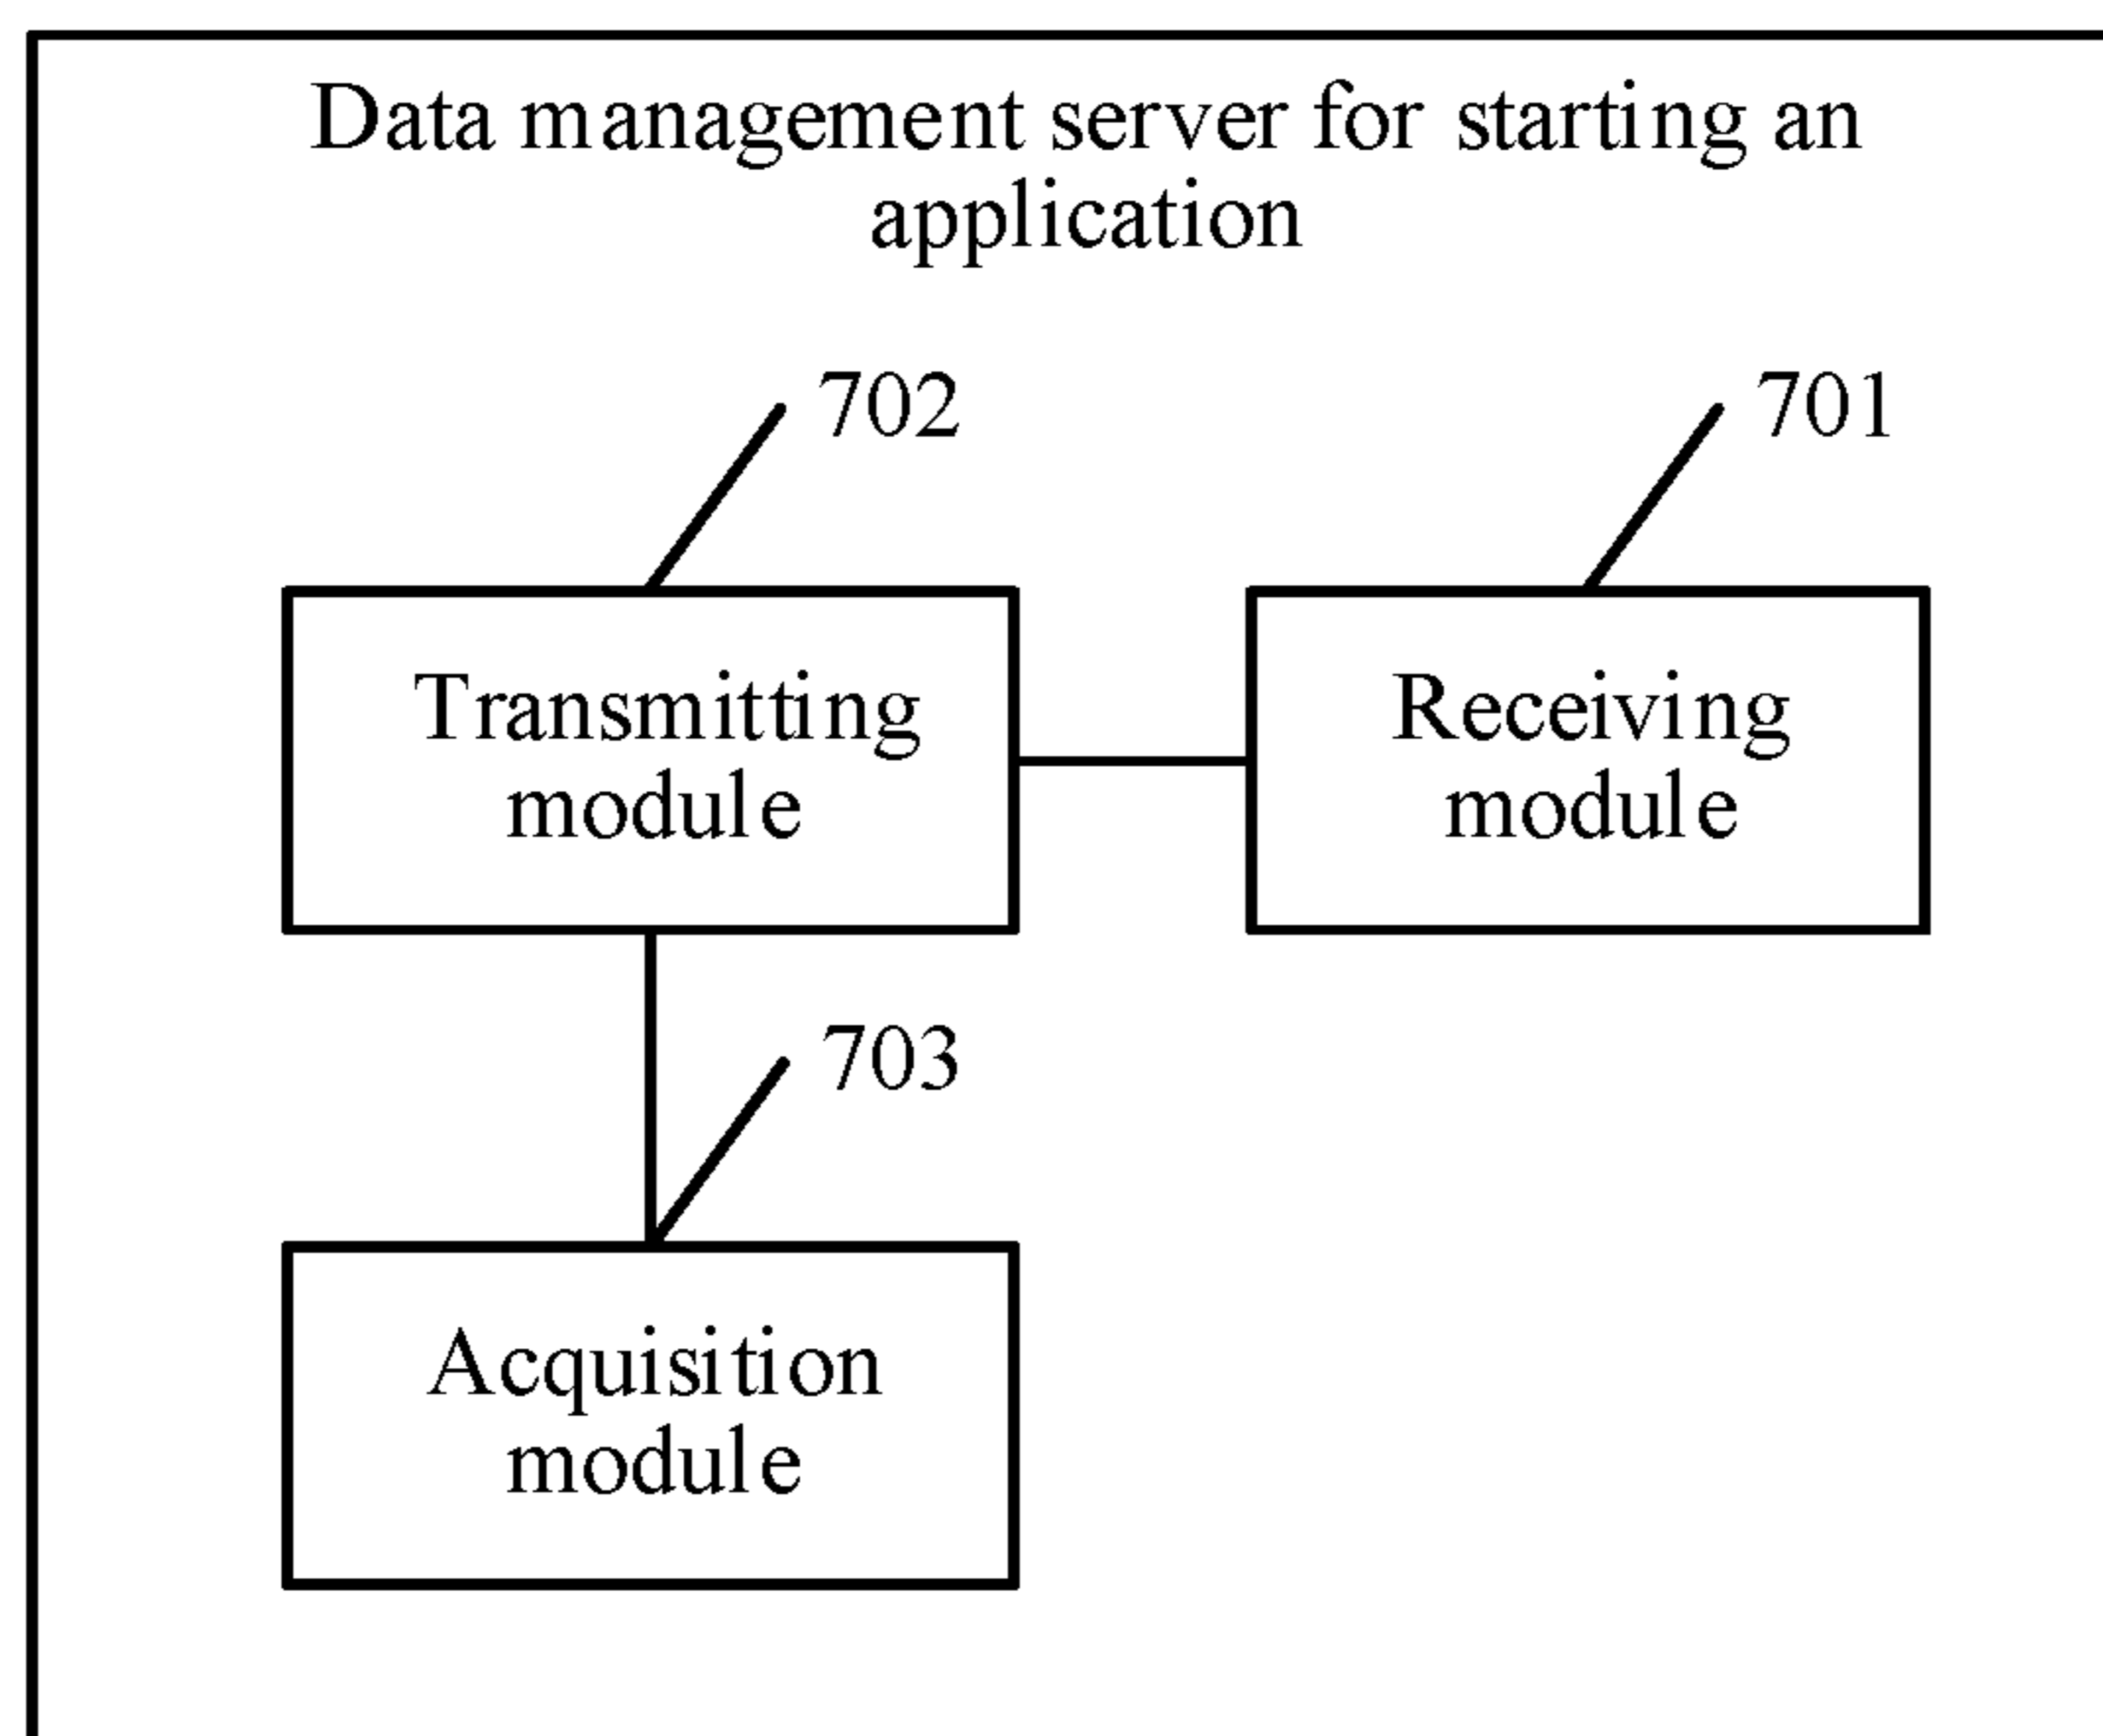 Data management server for starting an
application
702
701
Transmitting
module
Receiving
module
703
Acquisition
module